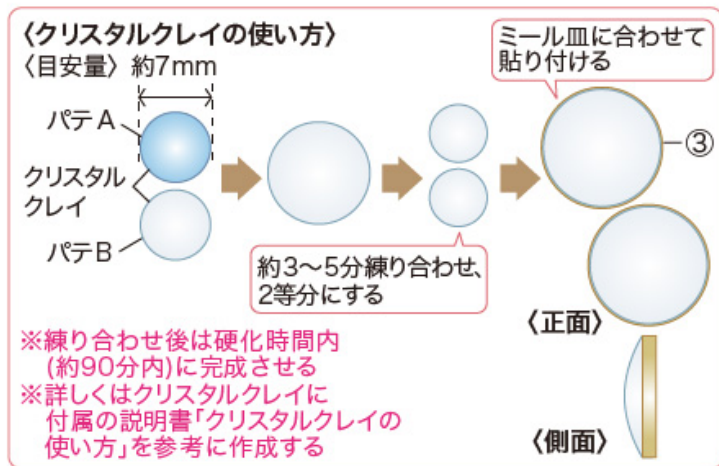 〈クリスタルクレイの使い方〉
〈目安量〉約7mm
パテA
クリスタル
クレイ
パテB
約3〜5分練り合わせ、
2等分にする
ミール皿に合わせて
貼り付ける
③
〈正面〉
〈側面〉
※練り合わせ後は硬化時間内
(約90分内)に完成させる
※詳しくはクリスタルクレイに
付属の説明書「クリスタルクレイの
使い方」を参考に作成する